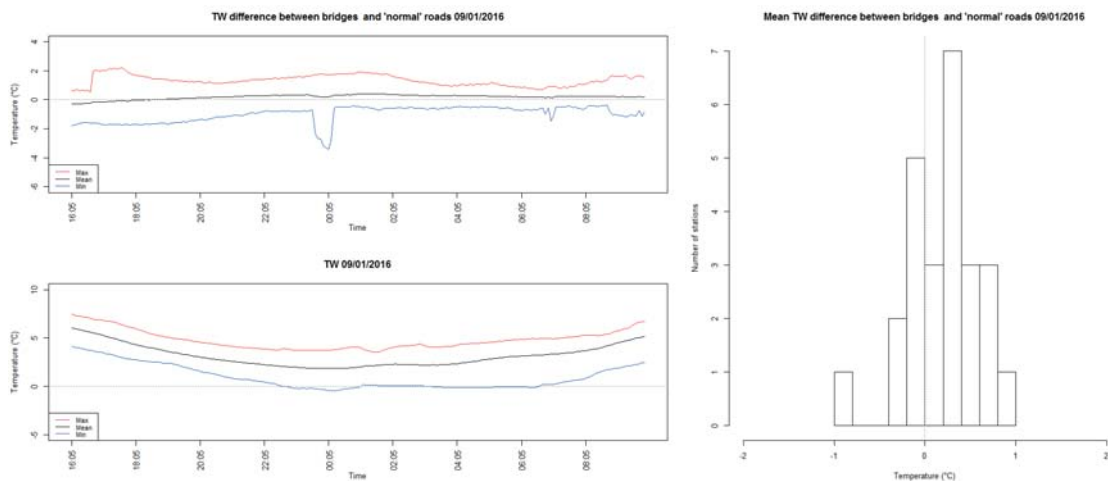 TW difference between bridges and 'normal' roads 09/01/2016
Temperature (°C)
4
2
0
-2
-4
-6
Max
Mean
Min
16:05
18:05
20:05
22:05
00:05
02:05
04:05
06:05
08:05
Time
TW 09/01/2016
Temperature (°C)
10
5
0
-5
Max
Mean
Min
16:05
18:05
20:05
22:05
00:05
02:05
04:05
06:05
08:05
Time
Mean TW difference between bridges and 'normal' roads 09/01/2016
Number of stations
7
6
5
4
3
2
1
0
-2
-1
0
1
2
Temperature (°C)